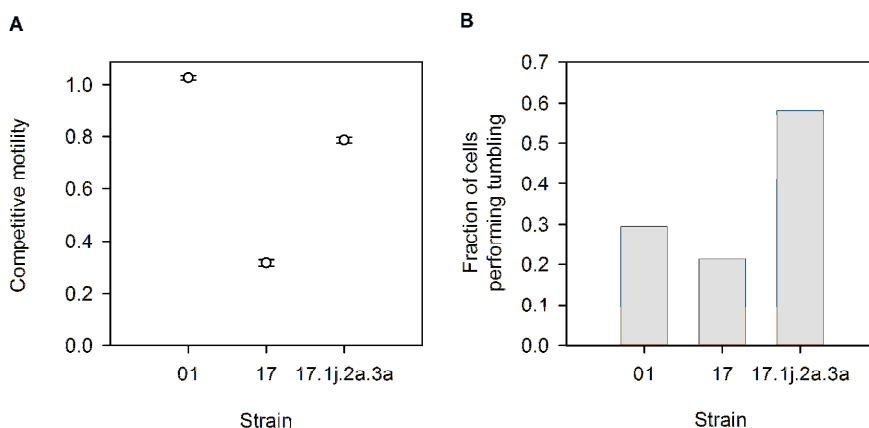 A
Competitive motility
1.0
0.8
0.6
0.4
0.2
0.0
01 17 17.1j.2a.3a
Strain
B
Fraction of cells
performing tumbling
0.7
0.6
0.5
0.4
0.3
0.2
0.1
0.0
01 17 17.1j.2a.3a
Strain